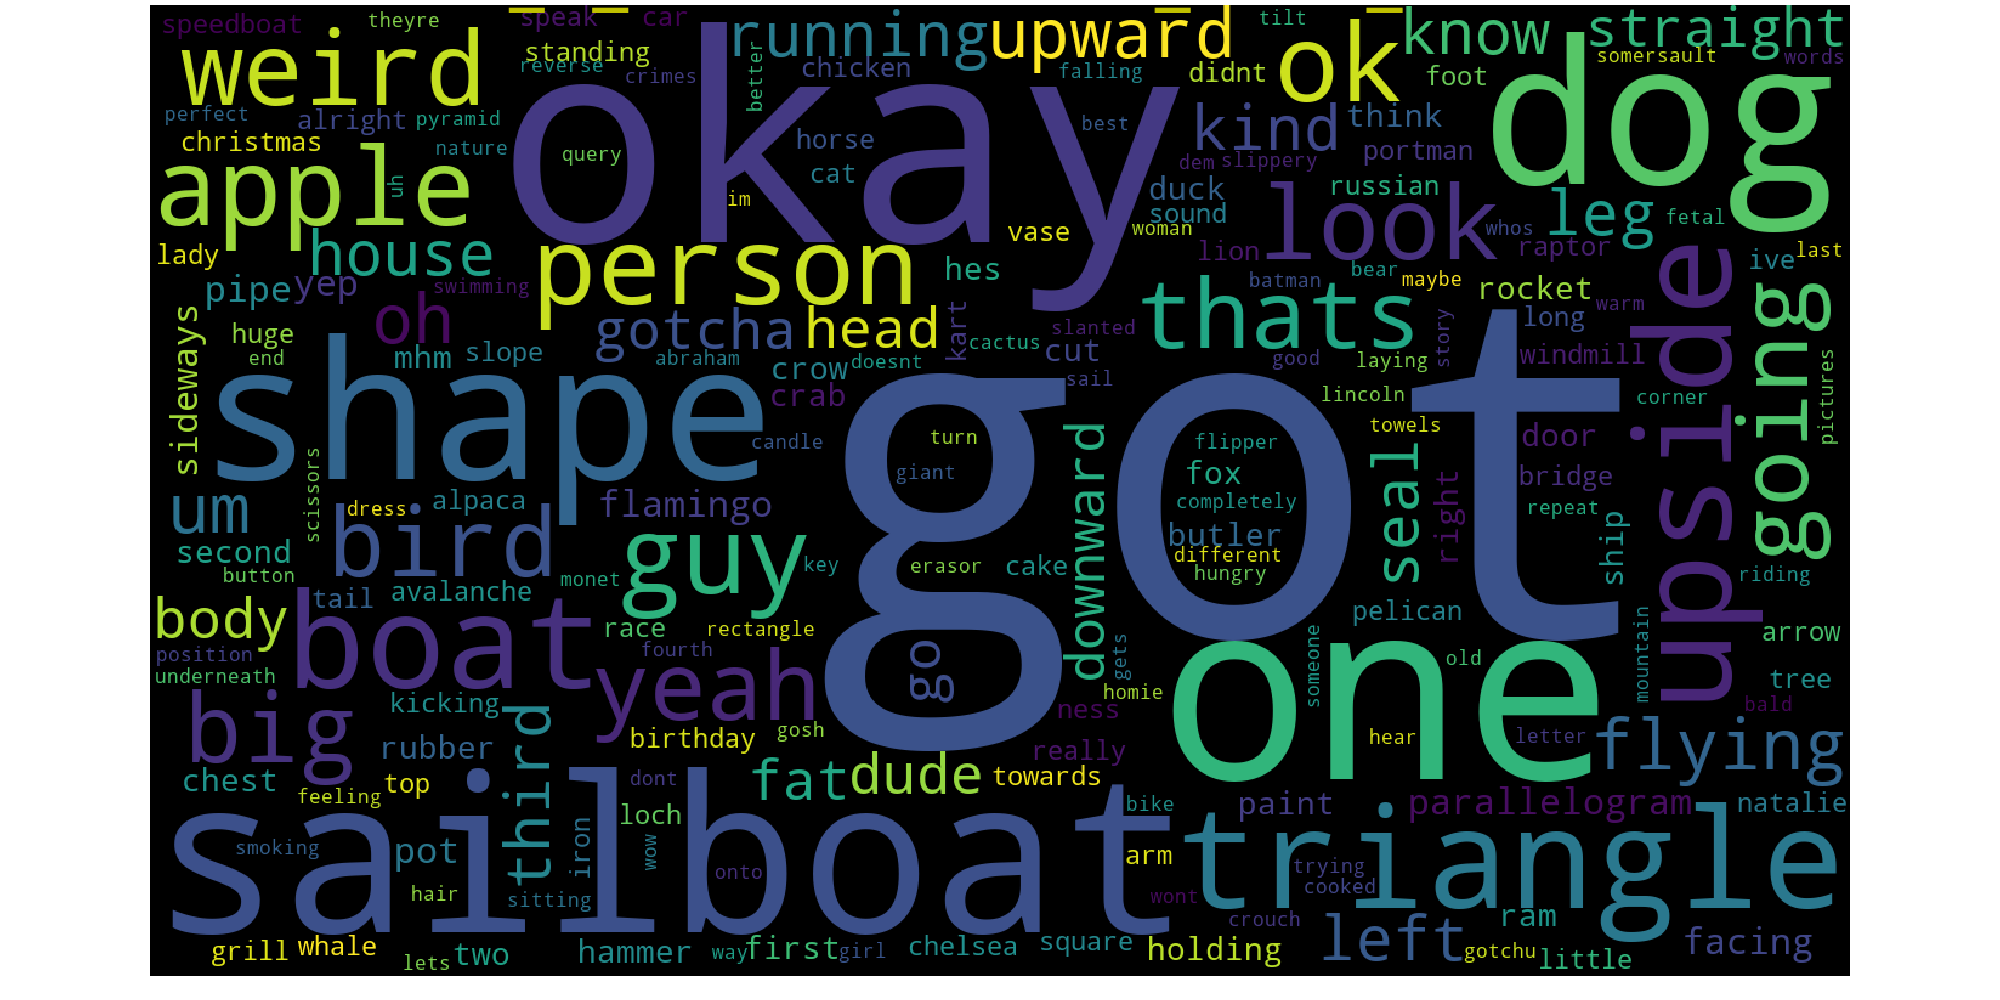 speedboat
theyre
speak
car
running
upward
tilt
ok
know
straight
weird
standing
reverse
crimes
better
chicken
falling
didnt
foot
somersault
words
okay
dog
perfect
christmas
alright
pyramid
nature
query
horse
cat
best
kind
think
portman
dem
slippery
apple
uh
im
duck
sound
russian
leg
fetal
look
whos
raptor
lady
house
person
vase
woman
lion
ive
last
pipe
yep
swimming
hes
batman
bear
maybe
rocket
warm
upside
going
oh
gotcha
head
thats
long
sideways
huge
end
mhm
slope
abraham
crow
doesnt
kart
slanted
cactus
cut
good
laying
story
windmill
pictures
shape
crab
sail
lincoln
corner
got
candle
turn
giant
flipper
towels
door
scissors
fox
seal
right
bridge
um
dress
alpaca
flamingo
completely
repeat
bird
guy
key
erasor
cake
downward
butler
different
hungry
ship
second
button
tail
avalanche
monet
riding
body
boat
race
rectangle
pelican
arrow
position
underneath
fourth
yeah
go
gets
one
someone
old
mountain
tree
big
kicking
homie
ness
bald
third
rubber
birthday
gosh
really
hear
letter
flying
chest
top
feeling
dont
fat
dude
towards
sailboat
loch
bike
paint
parallelogram
natalie
smoking
pot
iron
wow
onto
arm
triangle
trying
cooked
hair
sitting
wont
crouch
ram
grill
whale
lets
two
hammer
way
first
girl
chelsea
square
holding
left
gotchu
little
facing